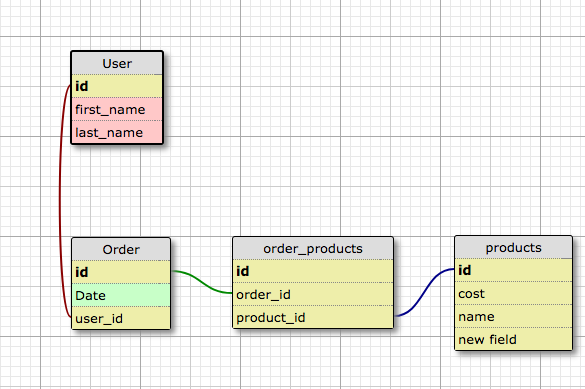 User
id
first_name
last_name
Order
id
Date
user_id
order_products
id
order_id
product_id
products
id
cost
name
new field